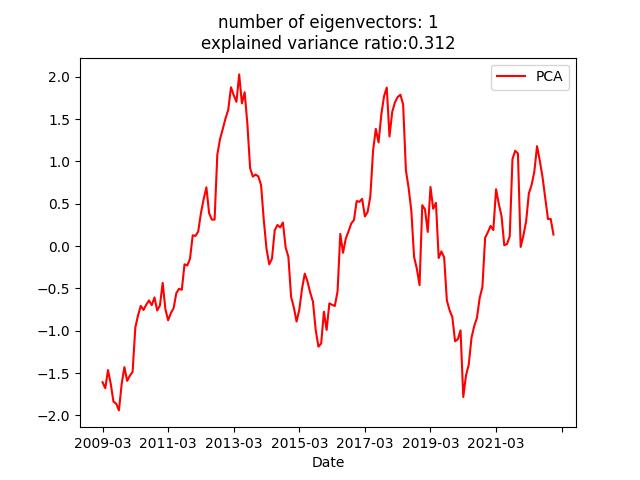 number of eigenvectors: 1
explained variance ratio:0.312
PCA
2.0
1.5
1.0
0.5
0.0
−0.5
−1.0
−1.5
−2.0
2009-03 2011-03 2013-03 2015-03 2017-03 2019-03 2021-03
Date